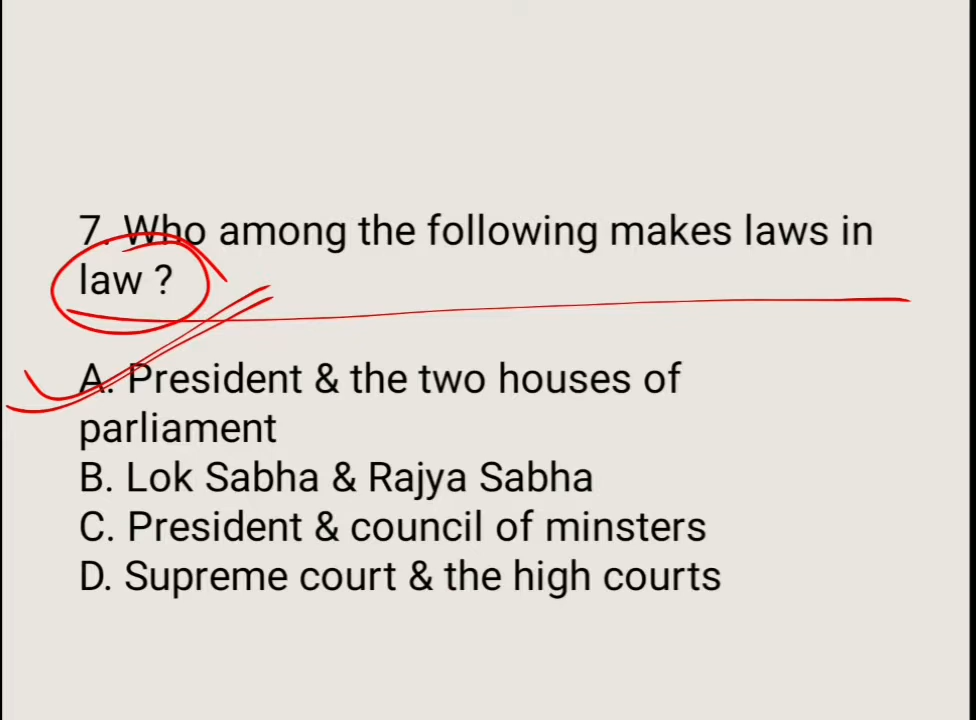 7. Who among the following makes laws in
law ?
A. President & the two houses of
parliament
B. Lok Sabha & Rajya Sabha
C. President & council of minsters
D. Supreme court & the high courts